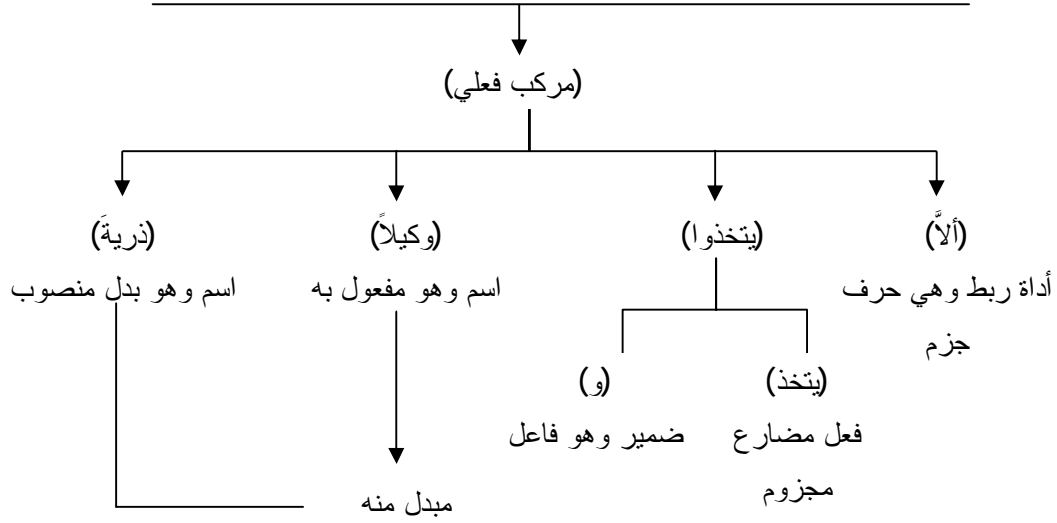 (مركب فعلي)
(ألاَّ) (يتخذوا) (وكيلاً) (ذريةَ)
أداة ربط وهي حرف جزم
اسم وهو مفعول به
اسم وهو بدل منصوب
(يتخذ) (و)
فعل مضارع مجزوم
ضمير وهو فاعل
مبدل منه